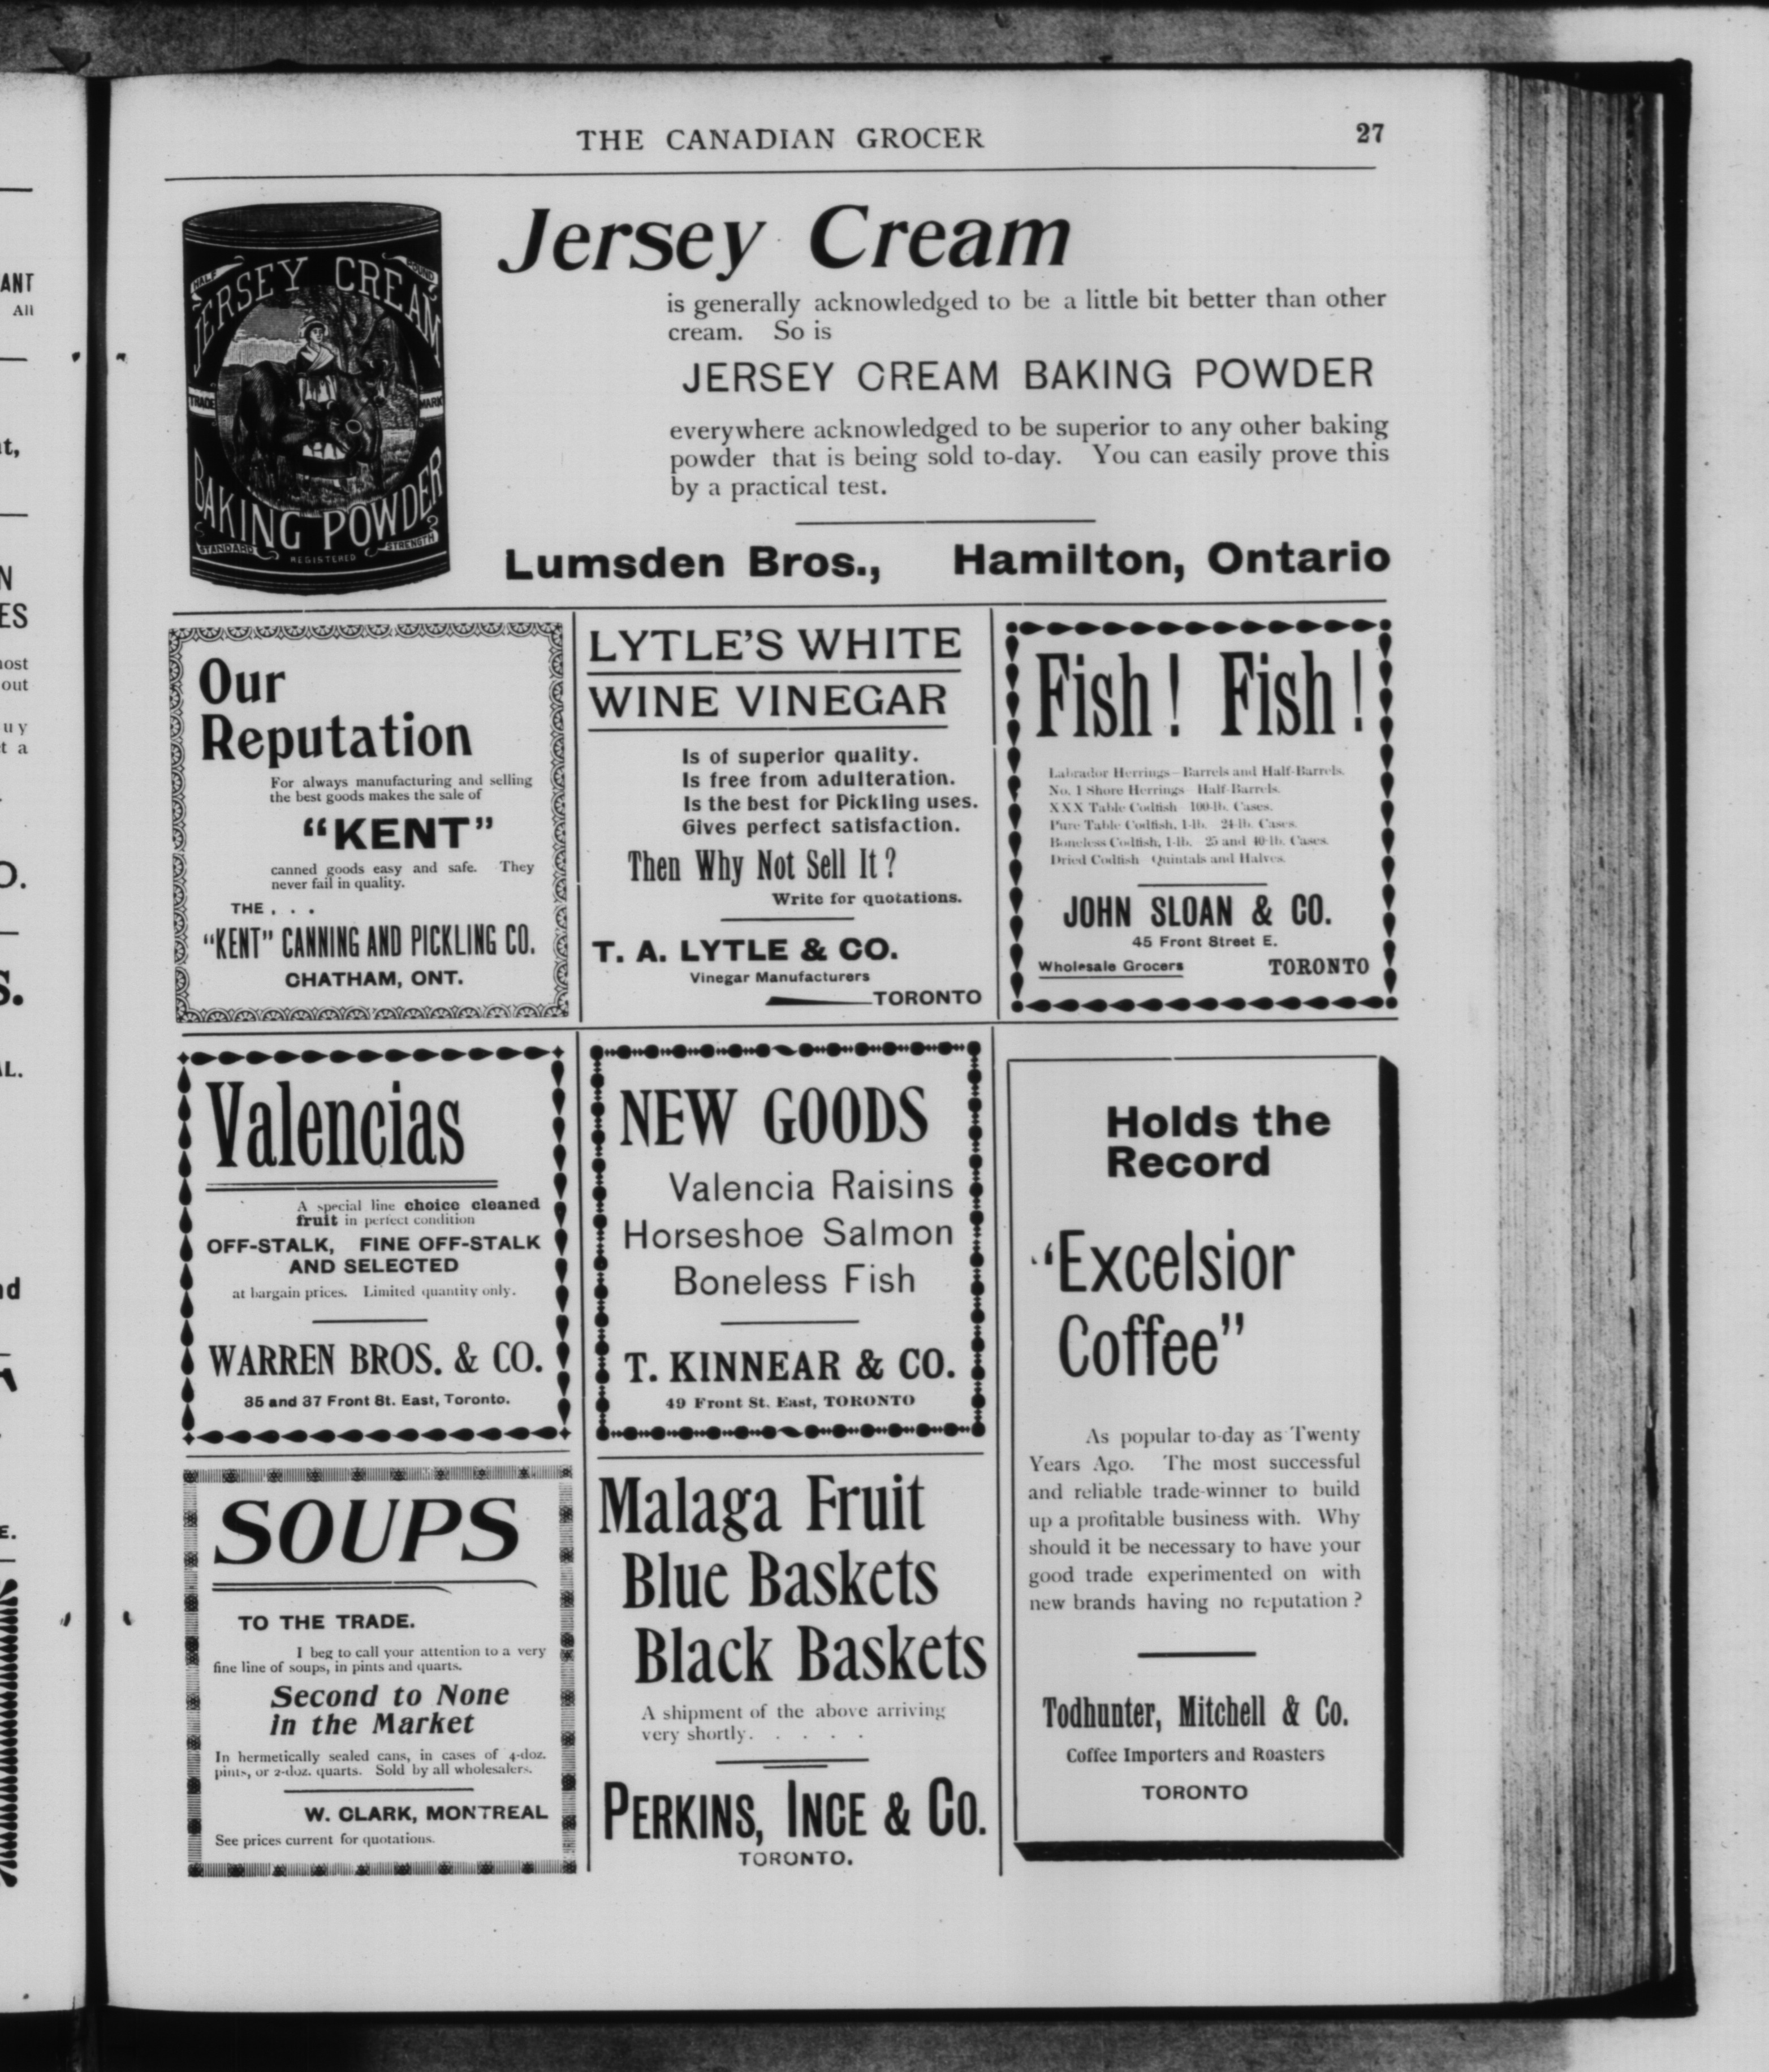 THE CANADIAN GROCER
27
HALF
POUND
JERSEY CREAM
TRADE
MARK
BAKING POWDER
STANDARD
STRENGTH
REGISTERED
Jersey Cream
is generally acknowledged to be a little bit better than other
cream. So is
JERSEY CREAM BAKING POWDER
everywhere acknowledged to be superior to any other baking
powder that is being sold to-day. You can easily prove this
by a practical test.
Lumsden Bros., Hamilton, Ontario
Our
Reputation
For always manufacturing and selling
the best goods makes the sale of
"KENT"
canned goods easy and safe. They
never fail in quality.
THE . . .
"KENT" CANNING AND PICKLING CO.
CHATHAM, ONT.
LYTLE'S WHITE
WINE VINEGAR
Is of superior quality.
Is free from adulteration.
Is the best for Pickling uses.
Gives perfect satisfaction.
Then Why Not Sell It ?
Write for quotations.
T. A. LYTLE & CO.
Vinegar Manufacturers
TORONTO
Fish ! Fish !
Labrador Herrings—Barrels and Half-Barrels.
No. 1 Shore Herrings Half-Barrels.
XXX Table Codfish 100-lb. Cases.
Pure Table Codfish, 1-lb. 24-lb. Cases.
Boneless Codfish, 1-lb. 25 and 40-lb. Cases.
Dried Codfish Quintals and Halves.
JOHN SLOAN & CO.
45 Front Street E.
Wholesale Grocers TORONTO
Valencias
A special line choice cleaned
fruit in perfect condition
OFF-STALK, FINE OFF-STALK
AND SELECTED
at bargain prices. Limited quantity only.
WARREN BROS. & CO.
35 and 37 Front St. East, Toronto.
NEW GOODS
Valencia Raisins
Horseshoe Salmon
Boneless Fish
T. KINNEAR & CO.
49 Front St. East, TORONTO
Holds the
Record
"Excelsior
Coffee"
As popular to-day as Twenty
Years Ago. The most successful
and reliable trade-winner to build
up a profitable business with. Why
should it be necessary to have your
good trade experimented on with
new brands having no reputation ?
Todhunter, Mitchell & Co.
Coffee Importers and Roasters
TORONTO
SOUPS
TO THE TRADE.
I beg to call your attention to a very
fine line of soups, in pints and quarts.
Second to None
in the Market
In hermetically sealed cans, in cases of 4-doz.
pints, or 2-doz. quarts. Sold by all wholesalers.
W. CLARK, MONTREAL
See prices current for quotations.
Malaga Fruit
Blue Baskets
Black Baskets
A shipment of the above arriving
very shortly. . . . .
PERKINS, INCE & CO.
TORONTO.